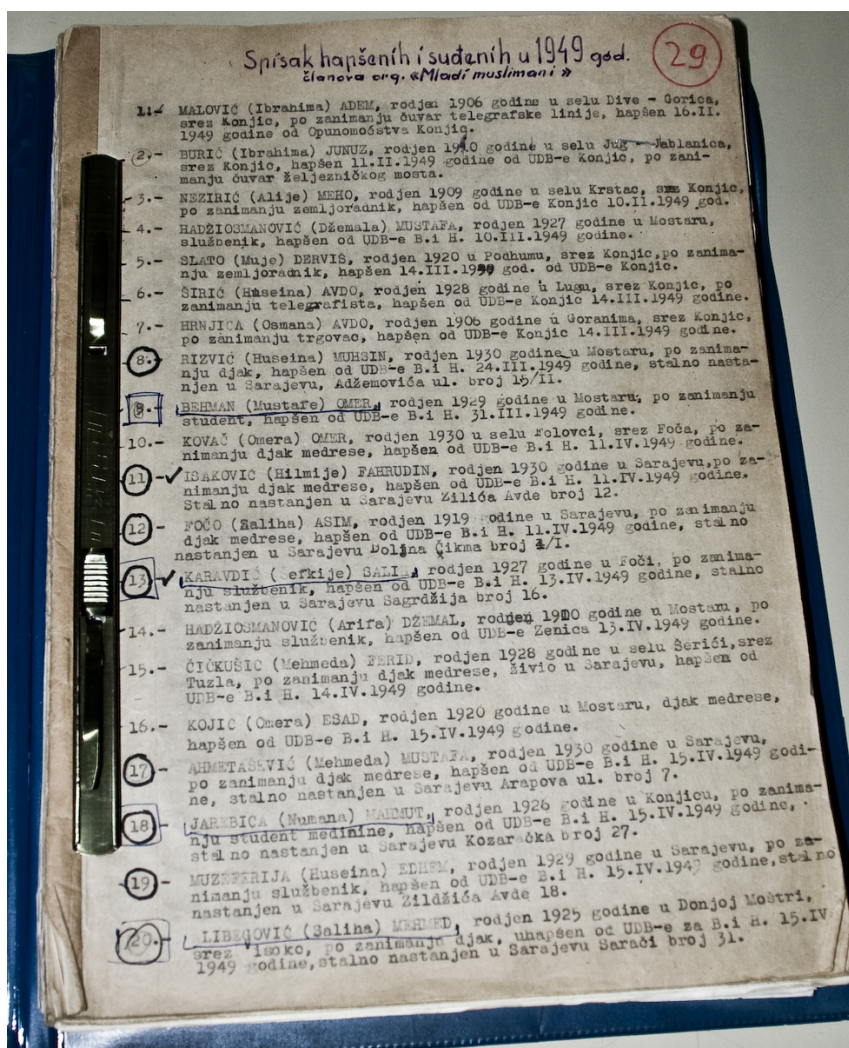 Spisak hapšenih i suđenih u 1949 god.
članova org. «Mladi muslimani»
29
1.- MALOVIĆ (Ibrahima) ADEM, rodjen 1906 godine u selu Dive - Gorica,
srez Konjic, po zanimanju čuvar telegrafske linije, hapšen 16.II.
1949 godine od Opunomoćstva Konjic.
2.- BURIĆ (Ibrahima) JUNUZ, rodjen 1910 godine u selu Jug - Jablanica,
srez Konjic, hapšen 11.II.1949 godine od UDB-e Konjic, po zani-
manju čuvar željezničkog mosta.
3.- NEZIRIĆ (Alije) MEHO, rodjen 1909 godine u selu Krstac, srez Konjic,
po zanimanju zemljoradnik, hapšen od UDB-e Konjic 10.II.1949 god.
4.- HADŽIOSMANOVIĆ (Džemala) MUSTAFA, rodjen 1927 godine u Mostaru,
službenik, hapšen od UDB-e B.i H. 10.III.1949 godine.
5.- SLATO (Muje) DERVIŠ, rodjen 1920 u Podhumu, srez Konjic,po zanima-
nju zemljoradnik, hapšen 14.III.1949 god. od UDB-e Konjic.
6.- ŠIRIĆ (Huseina) AVDO, rodjen 1928 godine u Lugu, srez Konjic, po
zanimanju telegrafista, hapšen od UDB-e Konjic 14.III.1949 godine.
7.- HRNJICA (Osmana) AVDO, rodjen 1906 godine u Goranima, srez Konjic,
po zanimanju trgovac, hapšen od UDB-e Konjic 14.III.1949 godine.
8.- RIZVIĆ (Huseina) MUHSIN, rodjen 1930 godine u Mostaru, po zanima-
nju djak, hapšen od UDB-e B.i H. 24.III.1949 godine, stalno nasta-
njen u Sarajevu, Adžemovića ul. broj 15/II.
9.- BEHMAN (Mustafe) OMER, rodjen 1929 godine u Mostaru, po zanimanju
student, hapšen od UDB-e B.i H. 31.III.1949 godine.
10.- KOVAČ (Omera) OMER, rodjen 1930 u selu Kolovci, srez Foča, po za-
nimanju djak medrese, hapšen od UDB-e B.i H. 11.IV.1949 godine.
11 - ISAKOVIĆ (Hilmije) FAHRUDIN, rodjen 1930 godine u Sarajevu,po za-
nimanju djak medrese, hapšen od UDB-e B.i H. 11.IV.1949 godine.
Stalno nastanjen u Sarajevu Zilića Avde broj 12.
12 - FOČO (Saliha) ASIM, rodjen 1919 godine u Sarajevu, po zanimanju
djak medrese, hapšen od UDB-e B.i H. 11.IV.1949 godine, stalno
nastanjen u Sarajevu Doljna Čikma broj /I.
13 KARAVDIĆ (Šefkije) SALIH, rodjen 1927 godine u Foči, po zanima-
nju službenik, hapšen od UDB-e B.i H. 13.IV.1949 godine, stalno
nastanjen u Sarajevu Sagrdžija broj 16.
14.- HADŽIOSMANOVIĆ (Arifa) DŽEMAL, rodjen 1900 godine u Mostaru, po
zanimanju službenik, hapšen od UDB-e Zenica 13.IV.1949 godine.
15.- ČIČKUŠIĆ (Mehmeda) FERID, rodjen 1928 godine u selu Šerići,srez
Tuzla, po zanimanju djak medrese, živio u Sarajevu, hapšen od
UDB-e B.i H. 14.IV.1949 godine.
16.- KOJIĆ (Omera) ESAD, rodjen 1920 godine u Mostaru, djak medrese,
hapšen od UDB-e B.i H. 15.IV.1949 godine.
17 - AHMETAŠEVIĆ (Mehmeda) MUSTAFA, rodjen 1930 godine u Sarajevu,
po zanimanju djak medrese, hapšen od UDB-e B.i H. 15.IV.1949 godi-
ne, stalno nastanjen u Sarajevu Arapova ul. broj 7.
18 - JAREBICA (Numana) MAHMUT, rodjen 1926 godine u Konjicu, po zanima-
nju student medinine, hapšen od UDB-e B.i H. 15.IV.1949 godine,
stalno nastanjen u Sarajevu Kozaračka broj 27.
19 - MUZEFERIJA (Huseina) EDHEM, rodjen 1929 godine u Sarajevu, po za-
nimanju službenik, hapšen od UDB-e B.i H. 15.IV.1949 godine,stalno
nastanjen u Sarajevu Zildžića Avde 18.
20.- LIBEGOVIĆ (Saliha) MEHMED, rodjen 1925 godine u Donjoj Moštri,
srez Visoko, po zanimanju djak, uhapšen od UDB-e za B.i H. 15.IV
1949 godine,stalno nastanjen u Sarajevu Sarači broj 31.